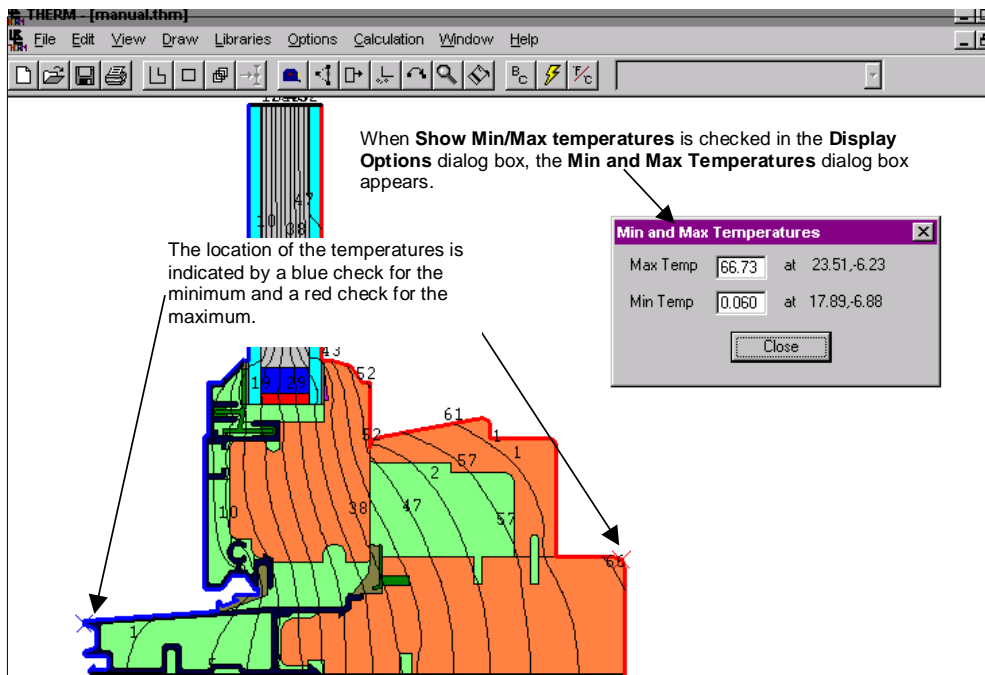 THERM - [manual.thm]
File Edit View Draw Libraries Options Calculation Window Help
BC F/C
When Show Min/Max temperatures is checked in the Display
Options dialog box, the Min and Max Temperatures dialog box
appears.
Min and Max Temperatures
Max Temp 66.73 at 23.51,-6.23
Min Temp 0.060 at 17.89,-6.88
Close
The location of the temperatures is
indicated by a blue check for the
minimum and a red check for the
maximum.
47
10 38
43
19 29 52
61
52 1
1
57
2
38 47
10 57
66
1